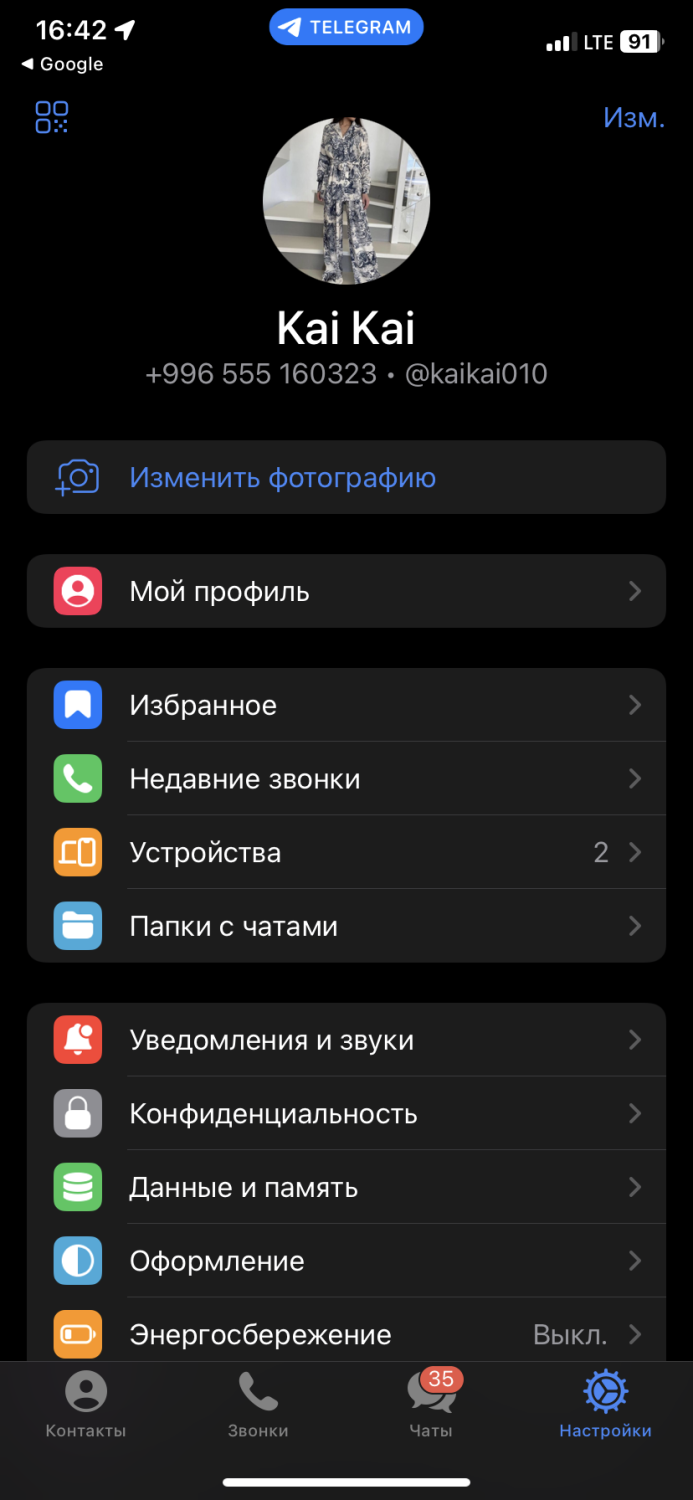 16:42
TELEGRAM
LTE 91
◀ Google
Изм.
Kai Kai
+996 555 160323 • @kaikai010
Изменить фотографию
Мой профиль
Избранное
Недавние звонки
Устройства 2
Папки с чатами
Уведомления и звуки
Конфиденциальность
Данные и память
Оформление
Энергосбережение Выкл.
35
Контакты Звонки Чаты Настройки